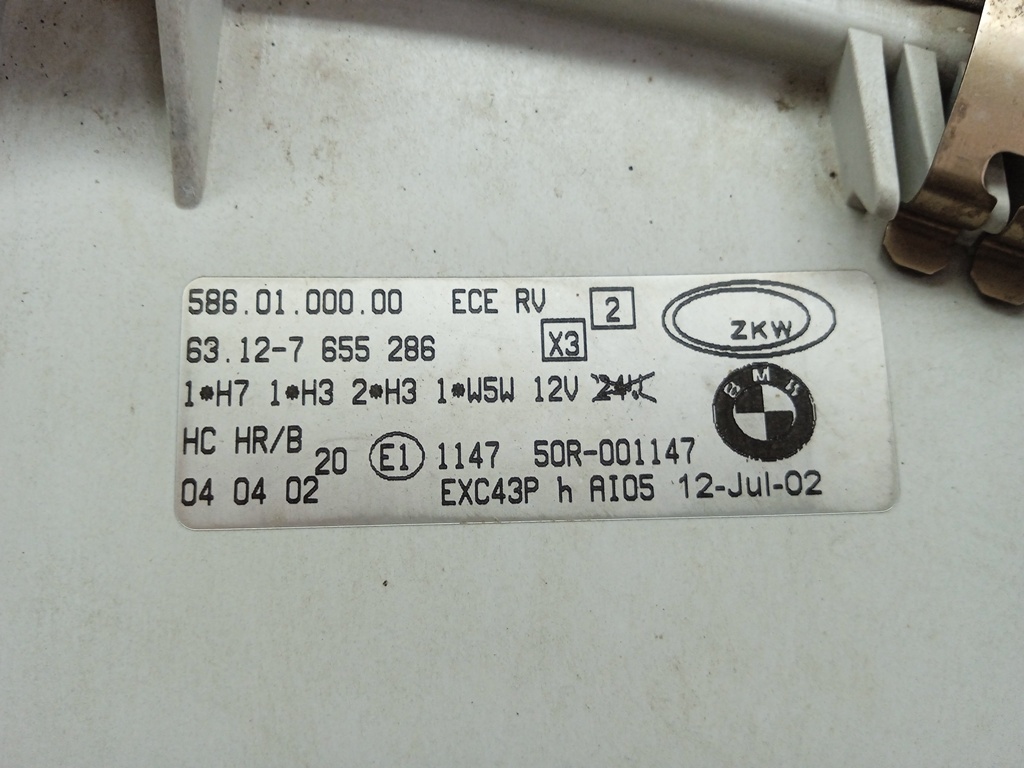 586.01.000.00 ECE RV 2
63.12-7 655 286 X3
ZKW
1*H7 1*H3 2*H3 1*W5W 12V 24V
BMW
HC HR/B 20 E1 1147 50R-001147
04 04 02 EXC43P h AI05 12-Jul-02